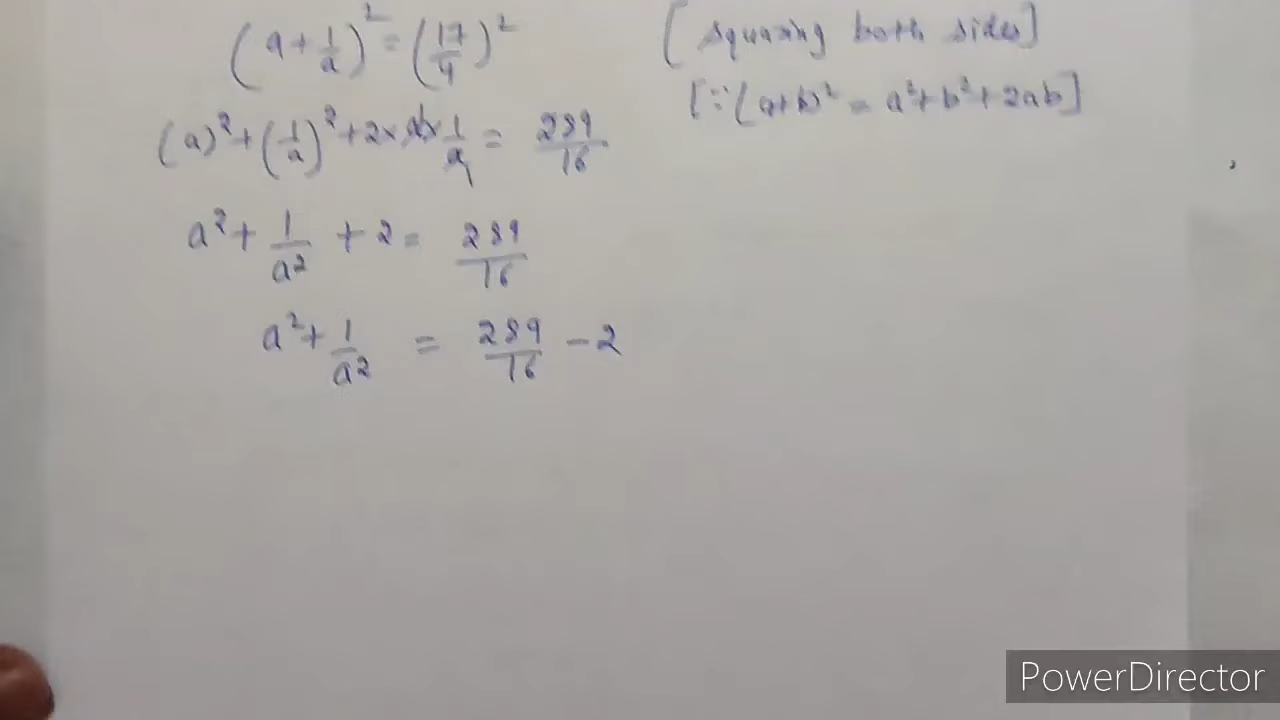 (a + 1/a)² = (17/4)² [squaring both sides]
[∵ (a+b)² = a²+b²+2ab]
(a)² + (1/a)² + 2 × a × 1/a = 289/16
a² + 1/a² + 2 = 289/16
a² + 1/a² = 289/16 - 2
PowerDirector